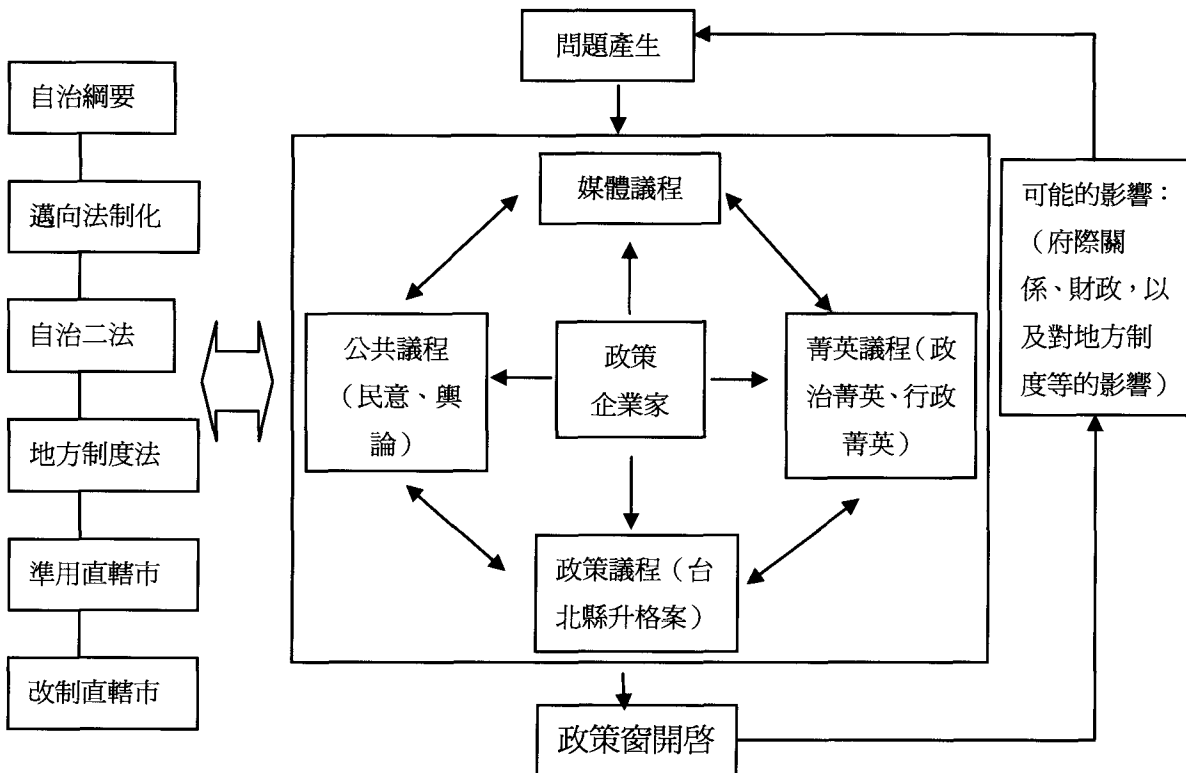 問題產生
自治綱要
邁向法制化
自治二法
地方制度法
準用直轄市
改制直轄市
媒體議程
公共議程
（民意、輿
論）
政策
企業家
菁英議程（政
治菁英、行政
菁英）
政策議程（台
北縣升格案）
政策窗開啓
可能的影響：
（府際關
係、財政，以
及對地方制
度等的影響）